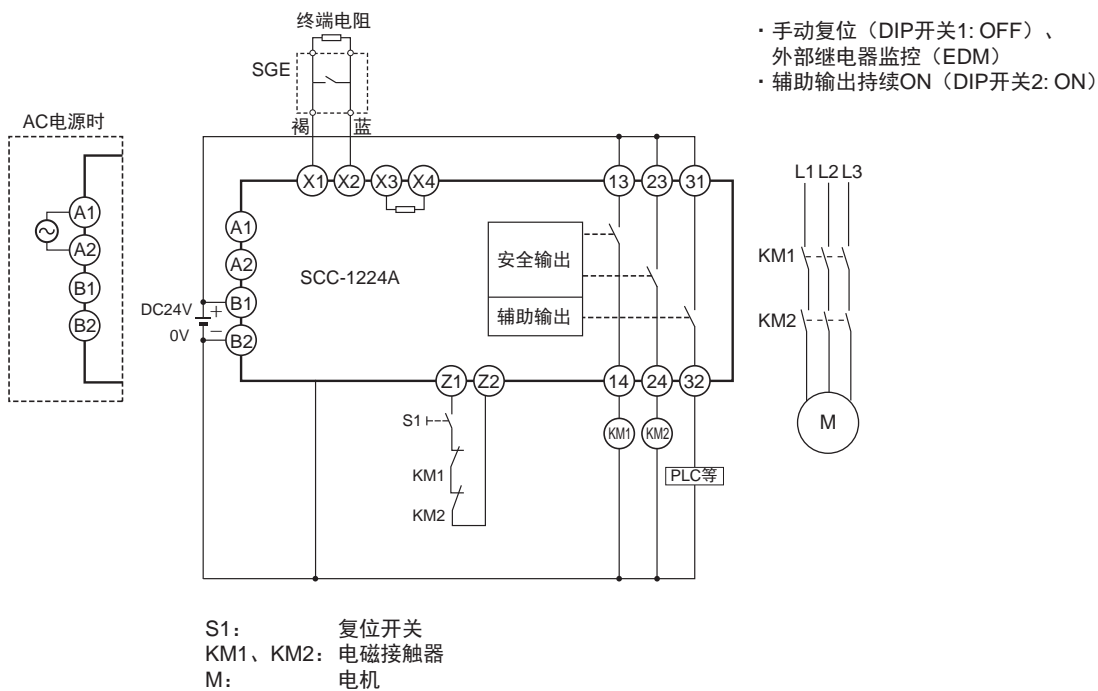 终端电阻
· 手动复位（DIP开关1: OFF）、
外部继电器监控（EDM）
· 辅助输出持续ON（DIP开关2: ON）
SGE
AC电源时
褐 蓝
X1 X2 X3 X4 13 23 31
L1 L2 L3
A1
A2
B1
B2
A1
A2
B1
B2
SCC-1224A
安全输出
辅助输出
DC24V + 
0V −
KM1
KM2
M
Z1 Z2 14 24 32
S1
KM1
KM2
KM1 KM2
PLC等
S1： 复位开关
KM1、KM2： 电磁接触器
M： 电机